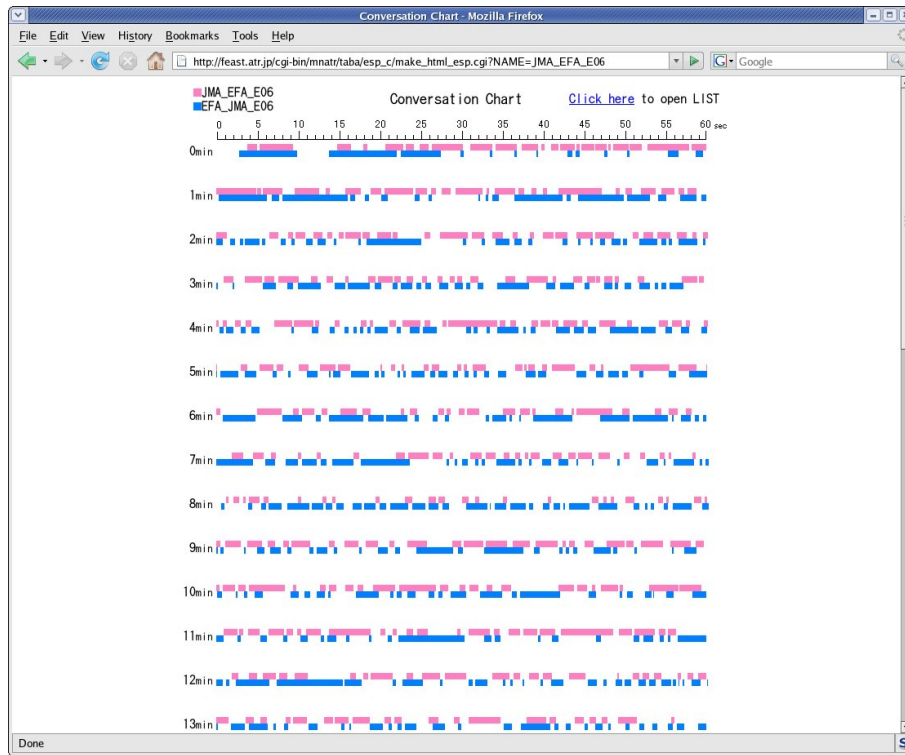 Conversation Chart - Mozilla Firefox
File Edit View History Bookmarks Tools Help
http://feast.atr.jp/cgi-bin/mnatr/taba/esp_c/make_html_esp.cgi?NAME=JMA_EFA_E06
G Google
JMA_EFA_E06
EFA_JMA_E06
Conversation Chart
Click here to open LIST
0 5 10 15 20 25 30 35 40 45 50 55 60 sec
0min
1min
2min
3min
4min
5min
6min
7min
8min
9min
10min
11min
12min
13min
Done